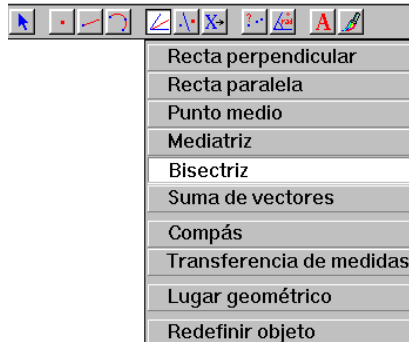 X
?
rad
A
Recta perpendicular
Recta paralela
Punto medio
Mediatriz
Bisectriz
Suma de vectores
Compás
Transferencia de medidas
Lugar geométrico
Redefinir objeto